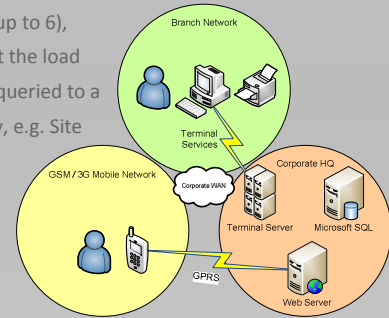 up to 6),
t the load
queried to a
y, e.g. Site
Branch Network
Terminal
Services
GSM / 3G Mobile Network
Corporate WAN
Corporate HQ
Terminal Server
Microsoft SQL
GPRS
Web Server